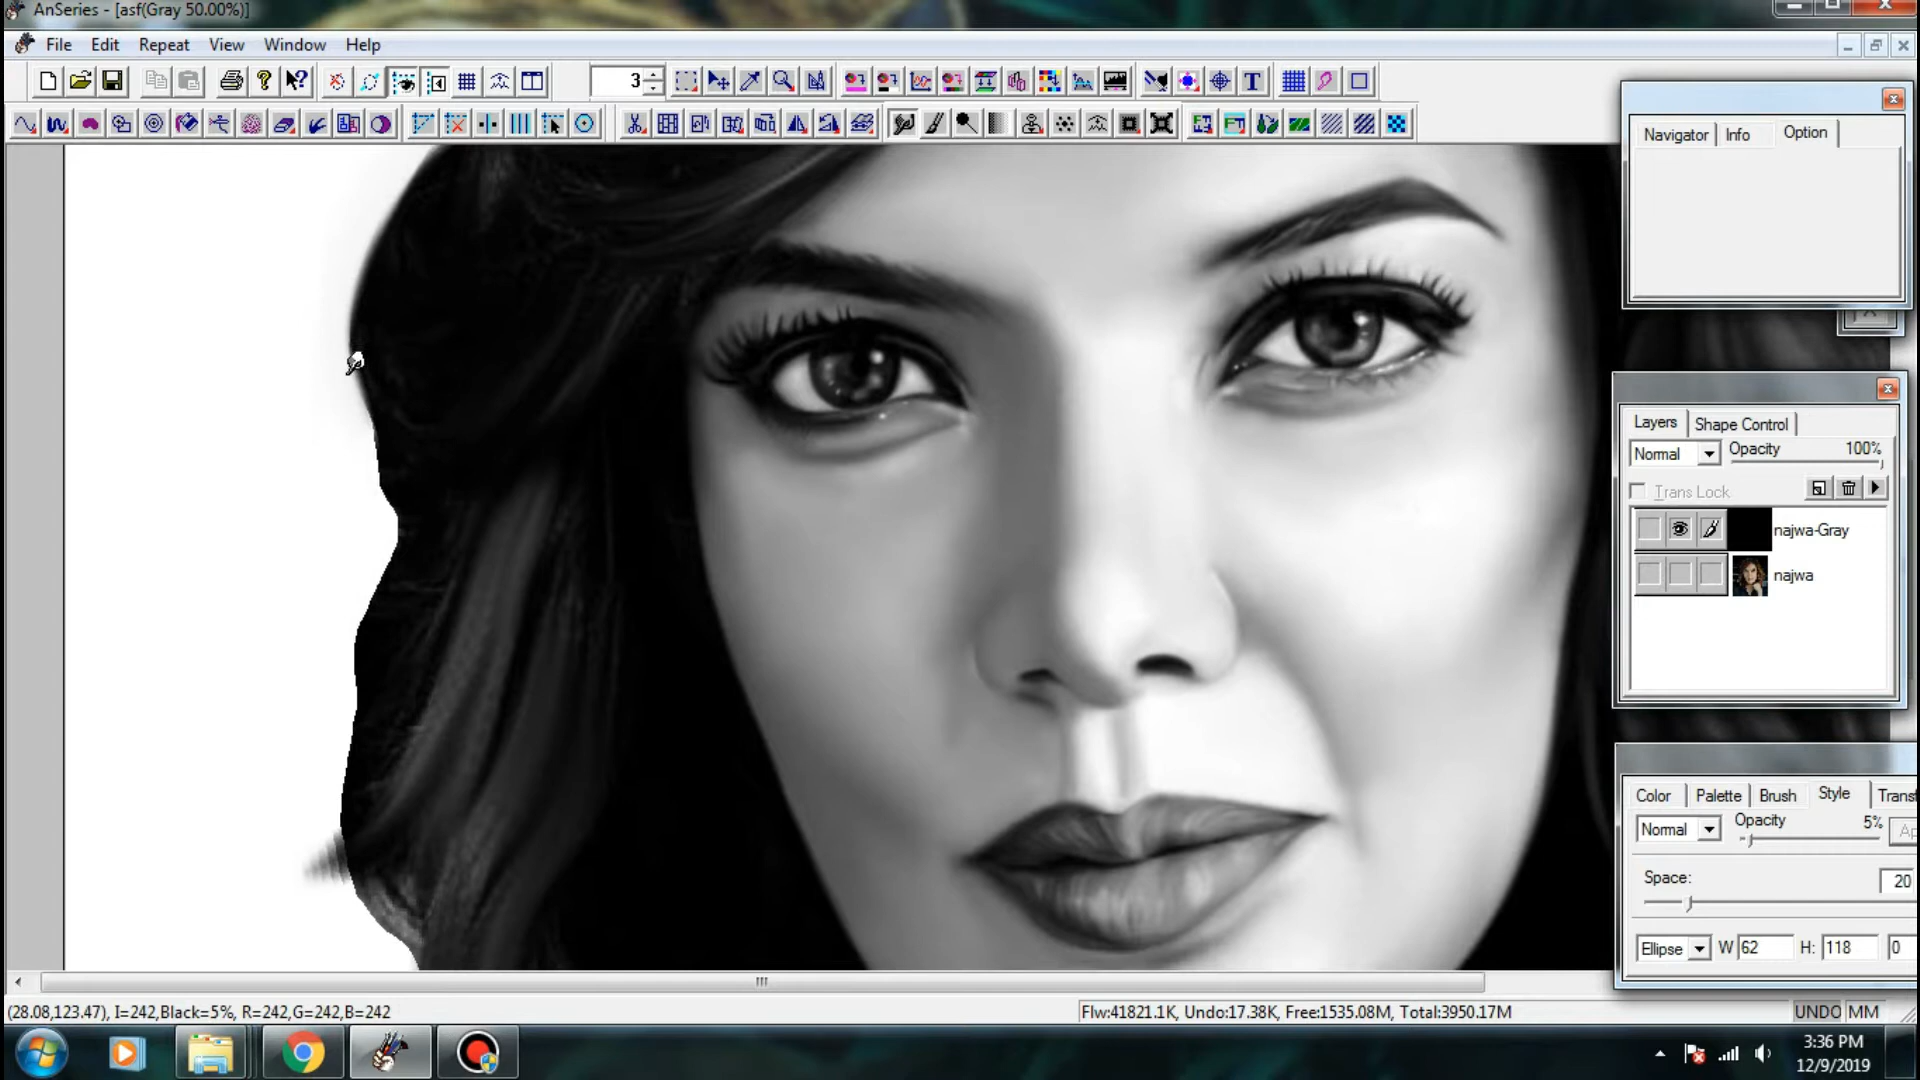 AnSeries - [asf(Gray 50.00%)]
File Edit Repeat View Window Help
3
Navigator Info Option
Layers Shape Control
Normal Opacity 100%
Trans Lock
najwa-Gray
najwa
Color Palette Brush Style Transf
Normal Opacity 5%
Space: 20
Ellipse W 62 H: 118 0
(28.08,123.47), I=242,Black=5%, R=242,G=242,B=242
Flw:41821.1K, Undo:17.38K, Free:1535.08M, Total:3950.17M
UNDO MM
3:36 PM
12/9/2019